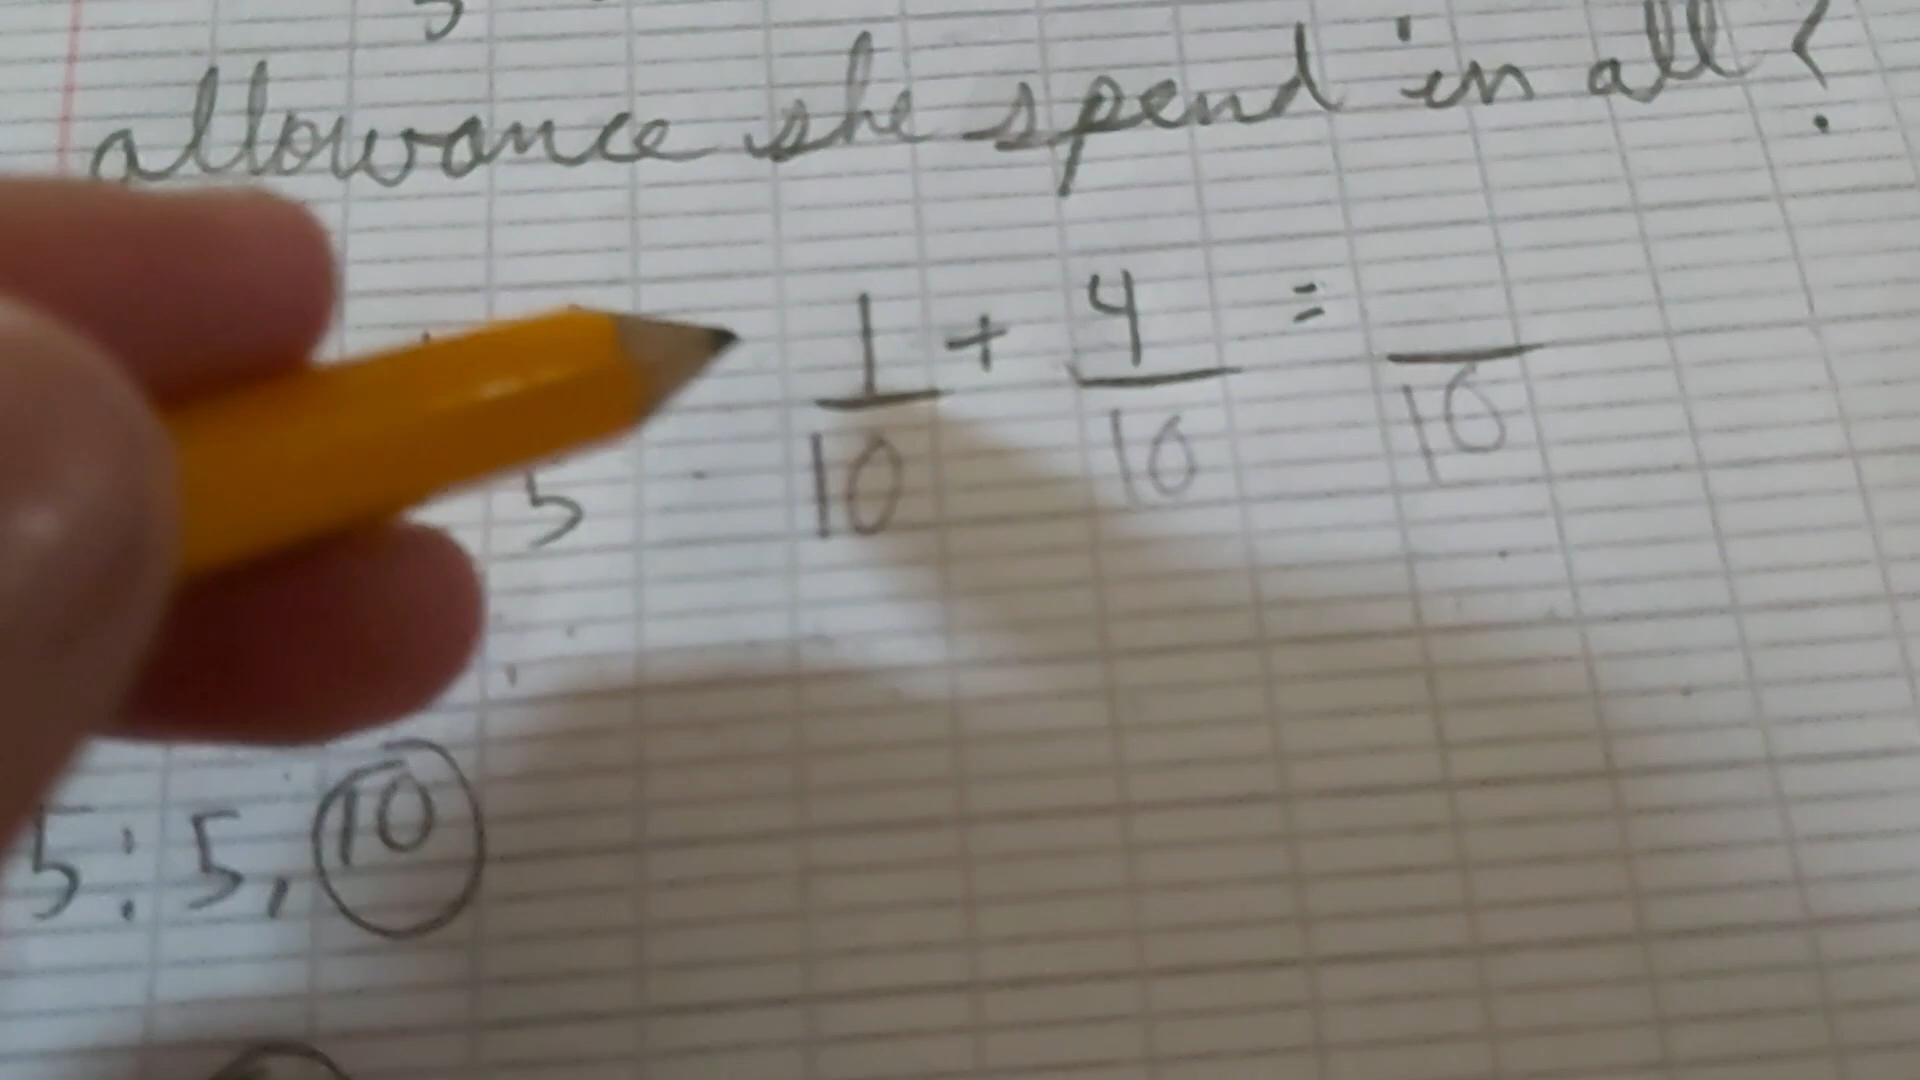 allowance she spend in all?
5 1/10 + 4/10 = /10
5: 5, 10